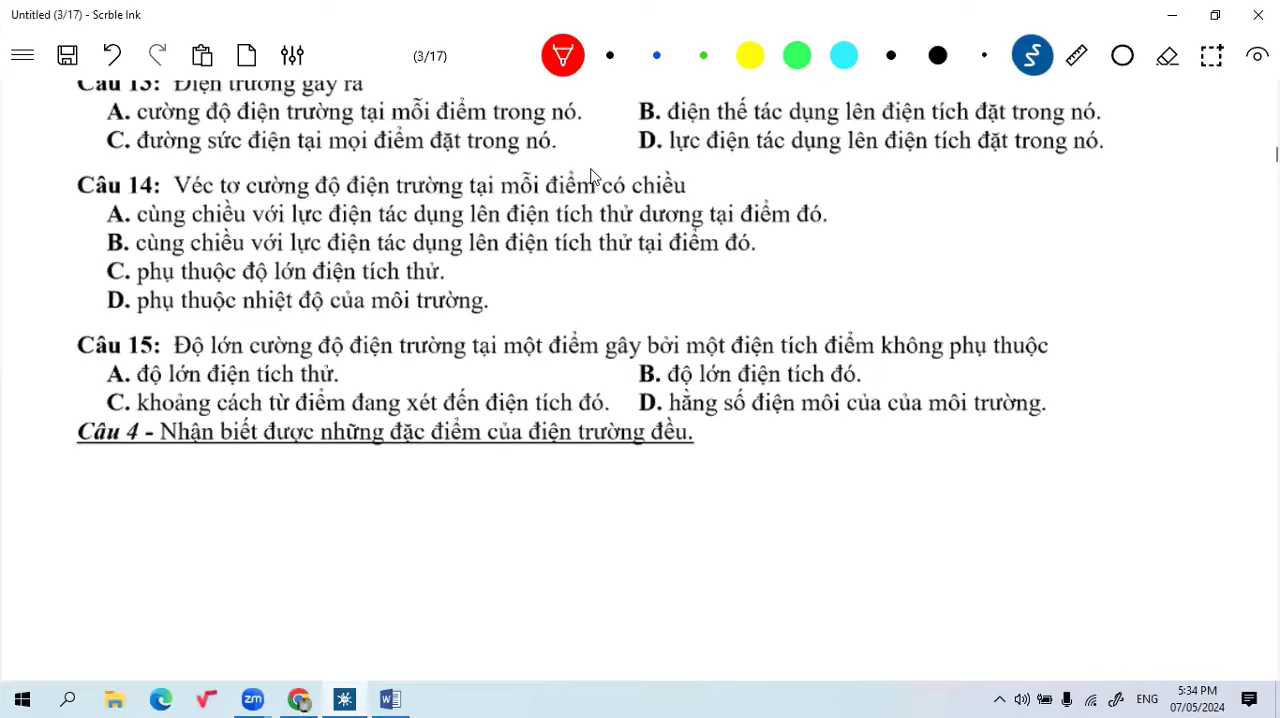 Untitled (3/17) - Scrble Ink
(3/17)
Câu 13: Điện trường gây ra
A. cường độ điện trường tại mỗi điểm trong nó. B. điện thế tác dụng lên điện tích đặt trong nó.
C. đường sức điện tại mọi điểm đặt trong nó. D. lực điện tác dụng lên điện tích đặt trong nó.
Câu 14: Véc tơ cường độ điện trường tại mỗi điểm có chiều
A. cùng chiều với lực điện tác dụng lên điện tích thử dương tại điểm đó.
B. cùng chiều với lực điện tác dụng lên điện tích thử tại điểm đó.
C. phụ thuộc độ lớn điện tích thử.
D. phụ thuộc nhiệt độ của môi trường.
Câu 15: Độ lớn cường độ điện trường tại một điểm gây bởi một điện tích điểm không phụ thuộc
A. độ lớn điện tích thử. B. độ lớn điện tích đó.
C. khoảng cách từ điểm đang xét đến điện tích đó. D. hằng số điện môi của của môi trường.
Câu 4 - Nhận biết được những đặc điểm của điện trường đều.
zm
W
ENG
5:34 PM
07/05/2024